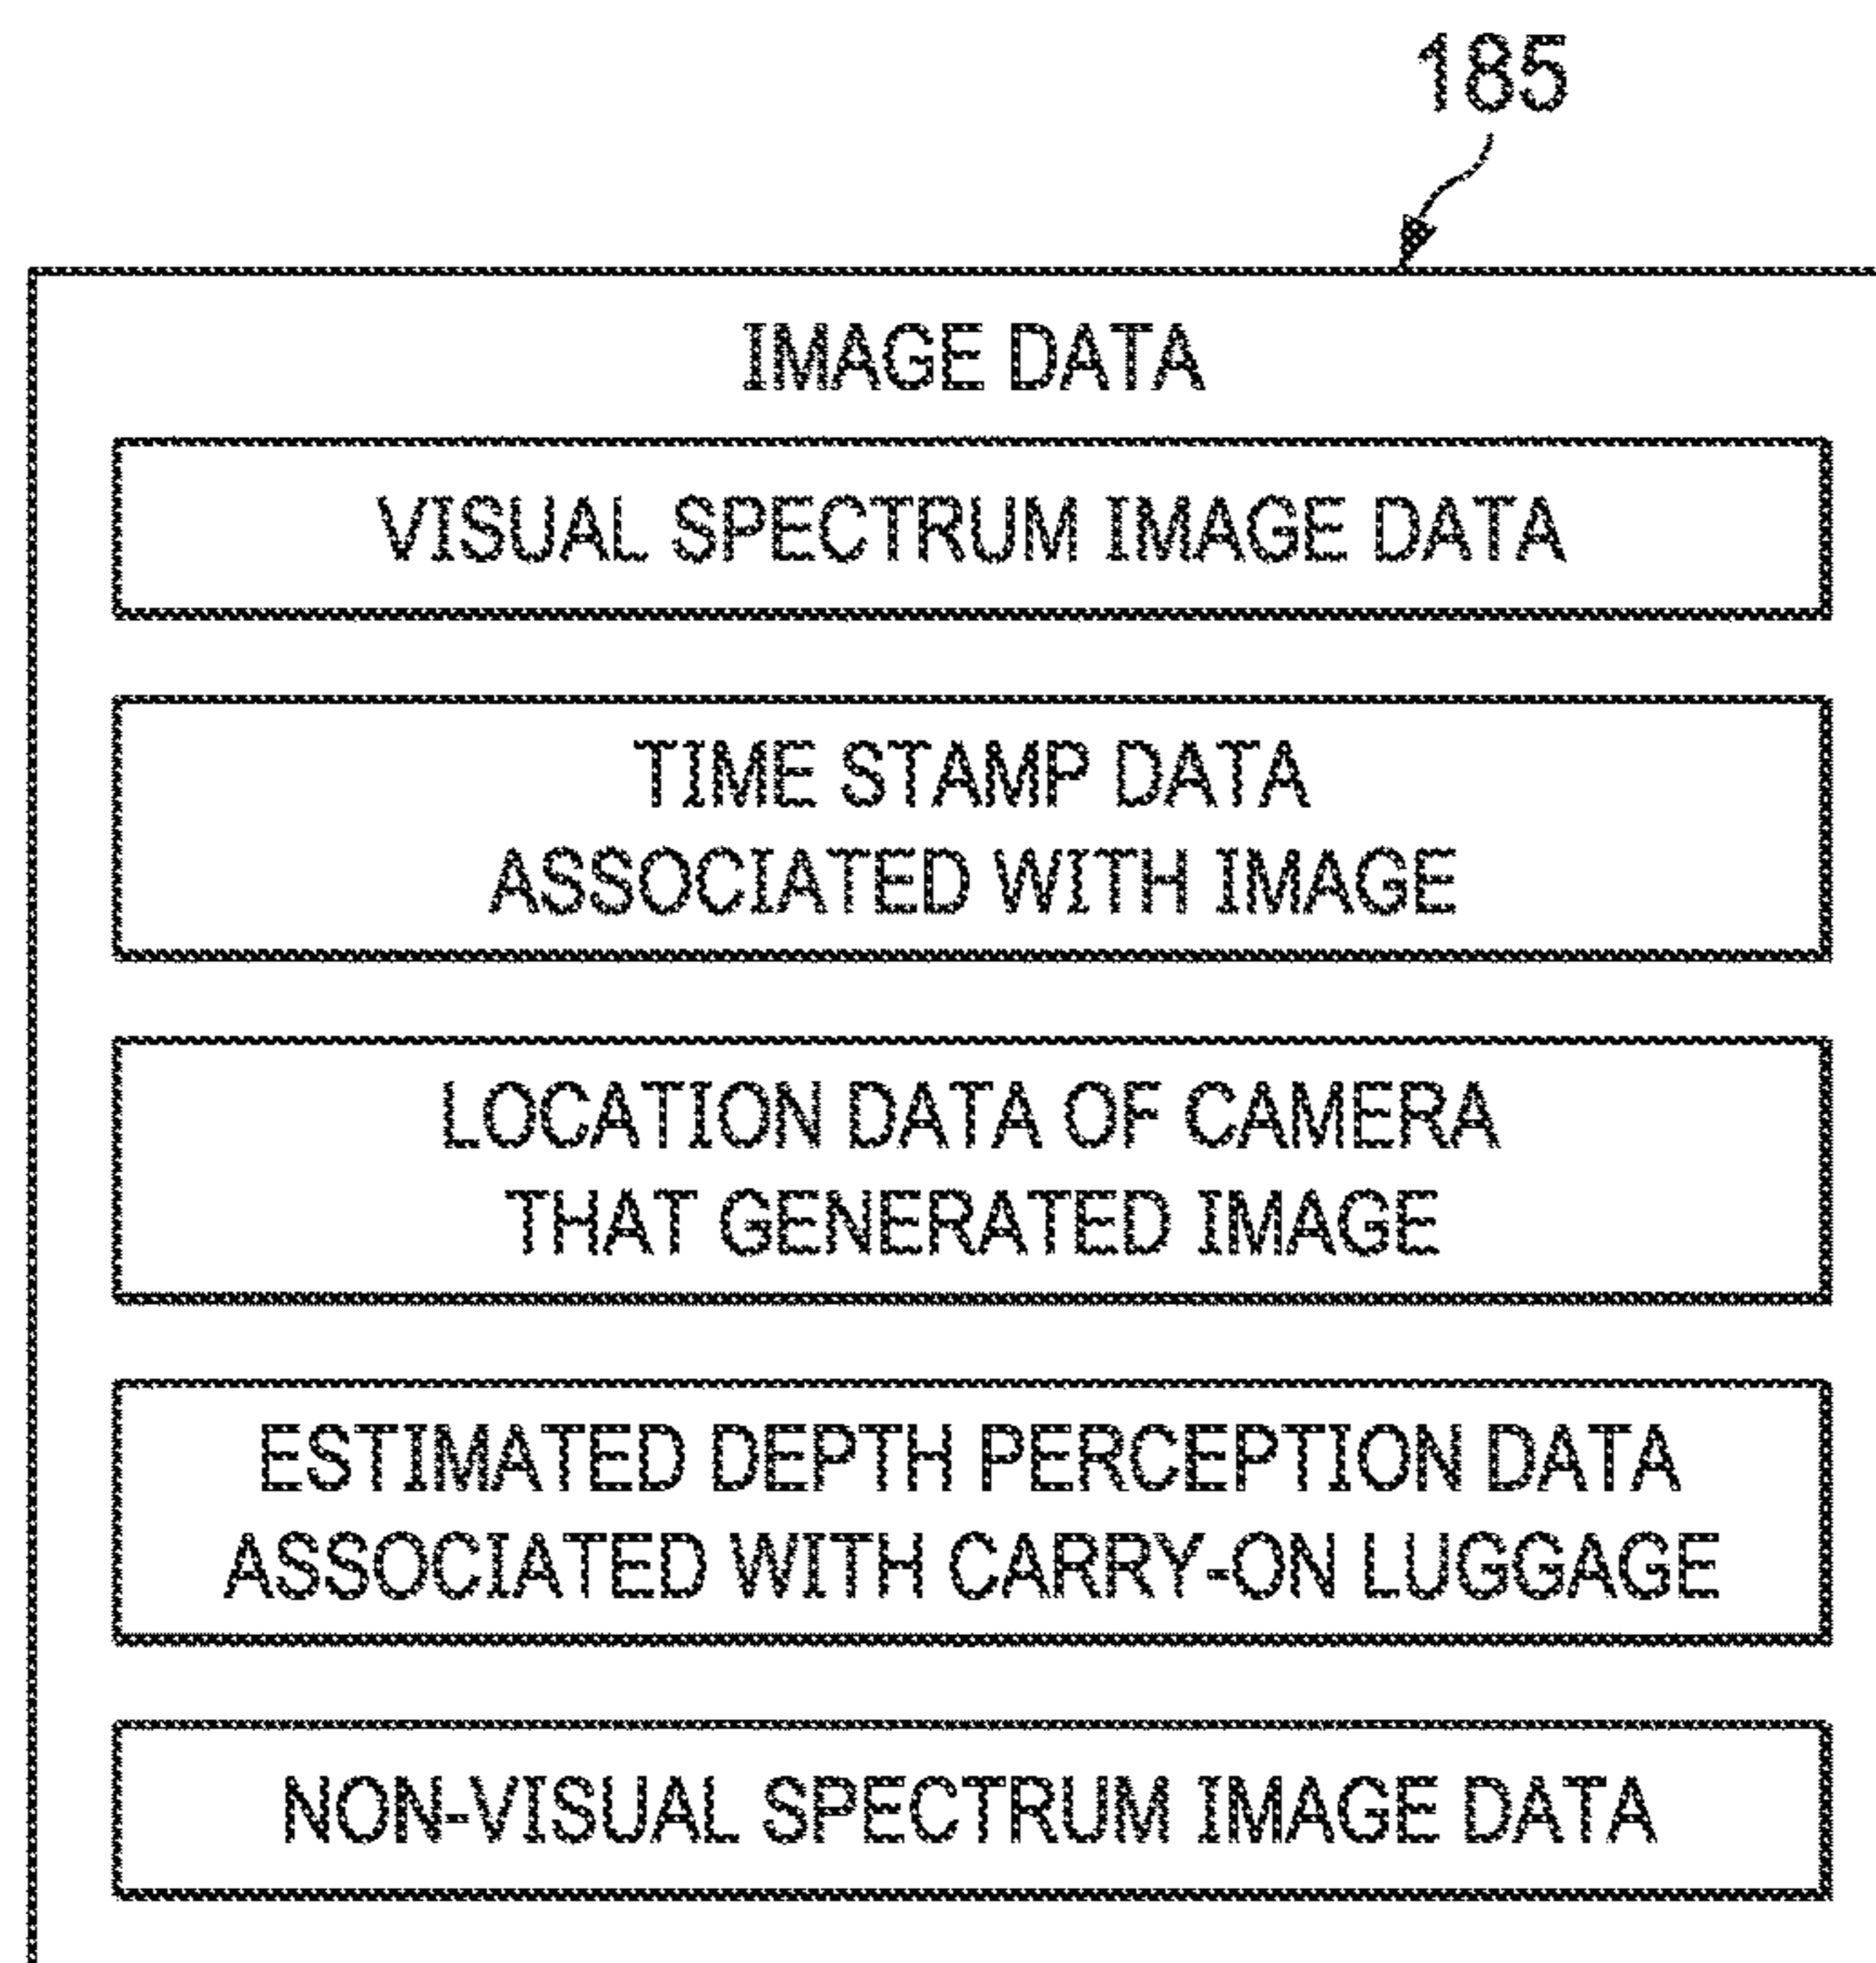 185
IMAGE DATA
VISUAL SPECTRUM IMAGE DATA
TIME STAMP DATA
ASSOCIATED WITH IMAGE
LOCATION DATA OF CAMERA
THAT GENERATED IMAGE
ESTIMATED DEPTH PERCEPTION DATA
ASSOCIATED WITH CARRY-ON LUGGAGE
NON-VISUAL SPECTRUM IMAGE DATA